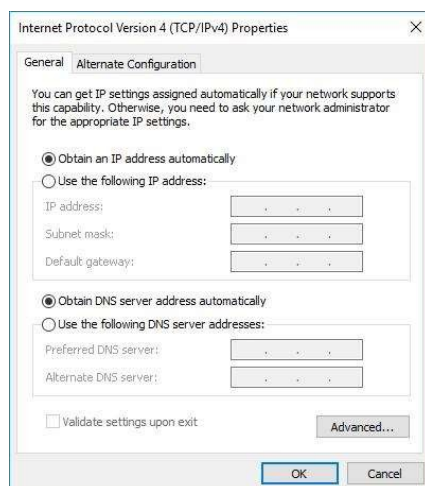 Internet Protocol Version 4 (TCP/IPv4) Properties
General
Alternate Configuration
You can get IP settings assigned automatically if your network supports
this capability. Otherwise, you need to ask your network administrator
for the appropriate IP settings.
Obtain an IP address automatically
Use the following IP address:
IP address:
Subnet mask:
Default gateway:
Obtain DNS server address automatically
Use the following DNS server addresses:
Preferred DNS server:
Alternate DNS server:
Validate settings upon exit
Advanced...
OK
Cancel